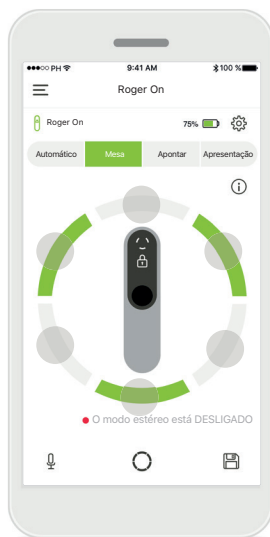 PH 9:41 AM 100 %
Roger On
Roger On 75%
Automático Mesa Apontar Apresentação
O modo estéreo está DESLIGADO